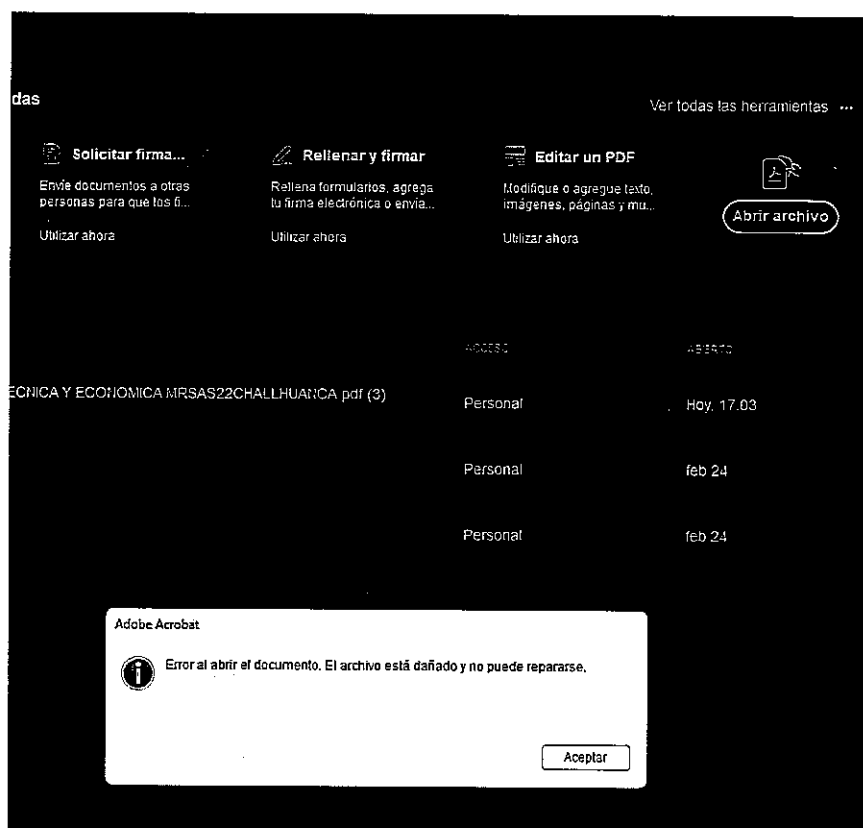 das
Ver todas las herramientas ...
Solicitar firma...
Envíe documentos a otras
personas para que los fi...
Utilizar ahora
Rellenar y firmar
Rellena formularios, agrega
tu firma electrónica o envía...
Utilizar ahora
Editar un PDF
Modifique o agregue texto,
imágenes, páginas y mu...
Utilizar ahora
Abrir archivo
ACCESO
ABIERTO
ECNICA Y ECONOMICA MRSAS22CHALLHUANCA pdf (3)
Personal
Hoy, 17.03
Personal
feb 24
Personal
feb 24
Adobe Acrobat
Error al abrir el documento. El archivo está dañado y no puede repararse.
Aceptar